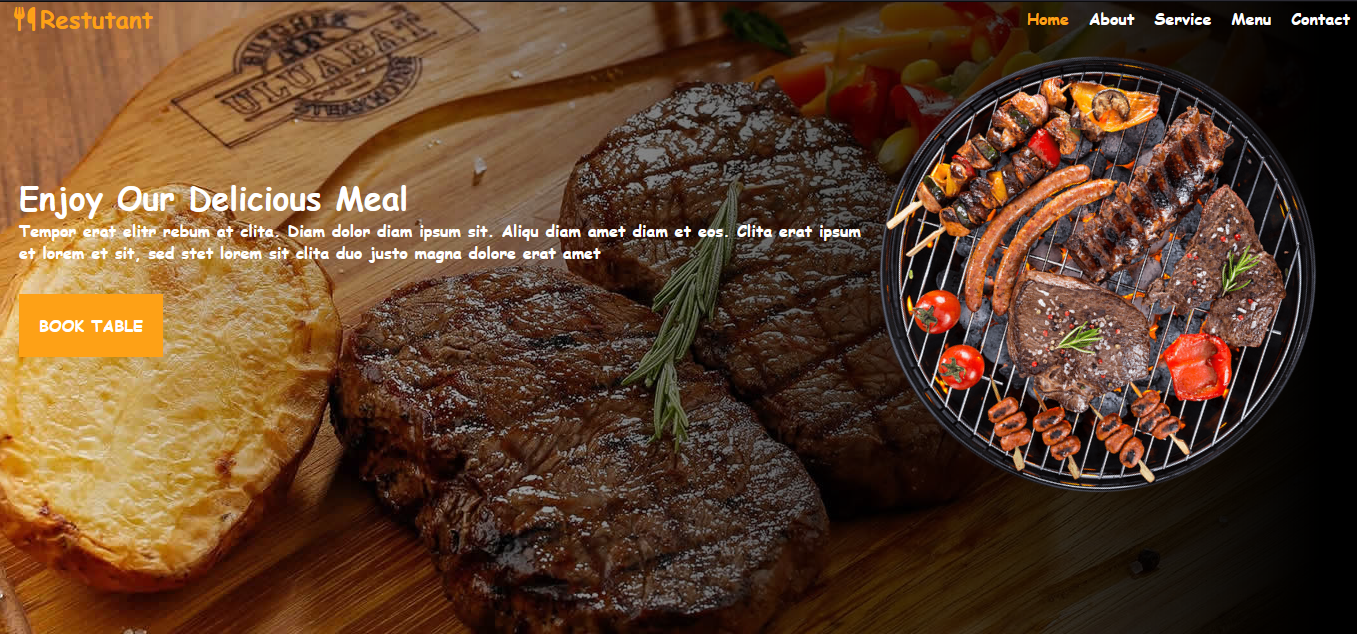 Restutant
Home About Service Menu Contact
ULUABAT
STEAKHOUSE
Enjoy Our Delicious Meal
Tempor erat elitr rebum at clita. Diam dolor diam ipsum sit. Aliqu diam amet diam et eos. Clita erat ipsum
et lorem et sit, sed stet lorem sit clita duo justo magna dolore erat amet
BOOK TABLE